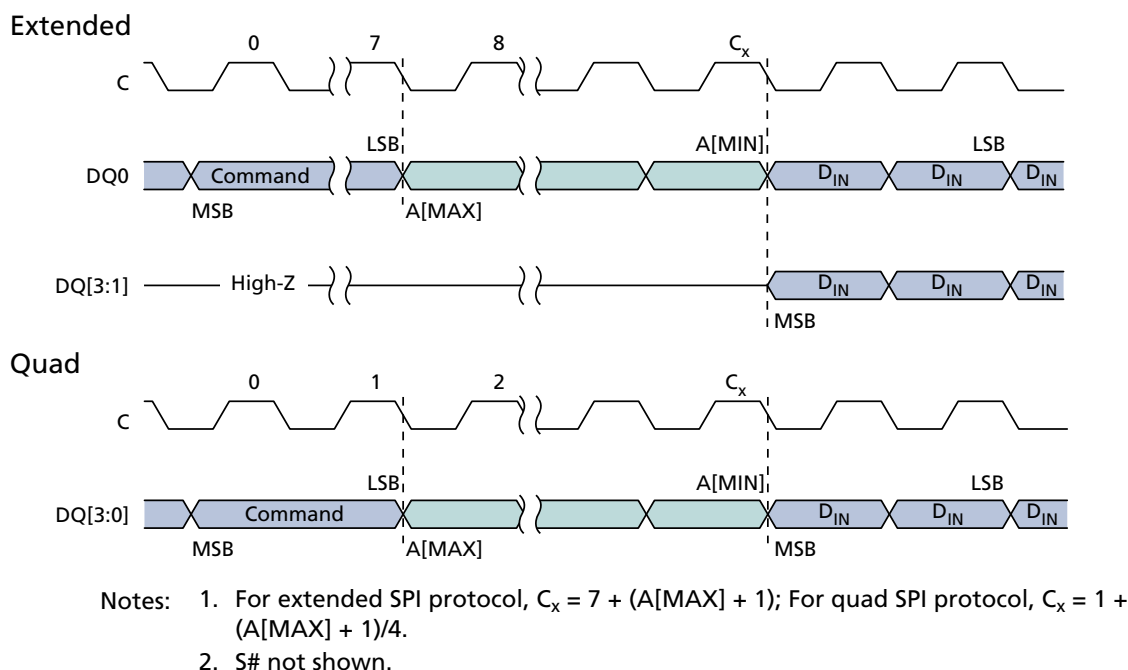 Extended
0 7 8 Cx
C
LSB A[MIN] LSB
DQ0 Command DIN DIN DIN
MSB A[MAX]
DQ[3:1] High-Z DIN DIN DIN
MSB
Quad
0 1 2 Cx
C
LSB A[MIN] LSB
DQ[3:0] Command DIN DIN DIN
MSB A[MAX] MSB
Notes: 1. For extended SPI protocol, Cx = 7 + (A[MAX] + 1); For quad SPI protocol, Cx = 1 +
(A[MAX] + 1)/4.
2. S# not shown.